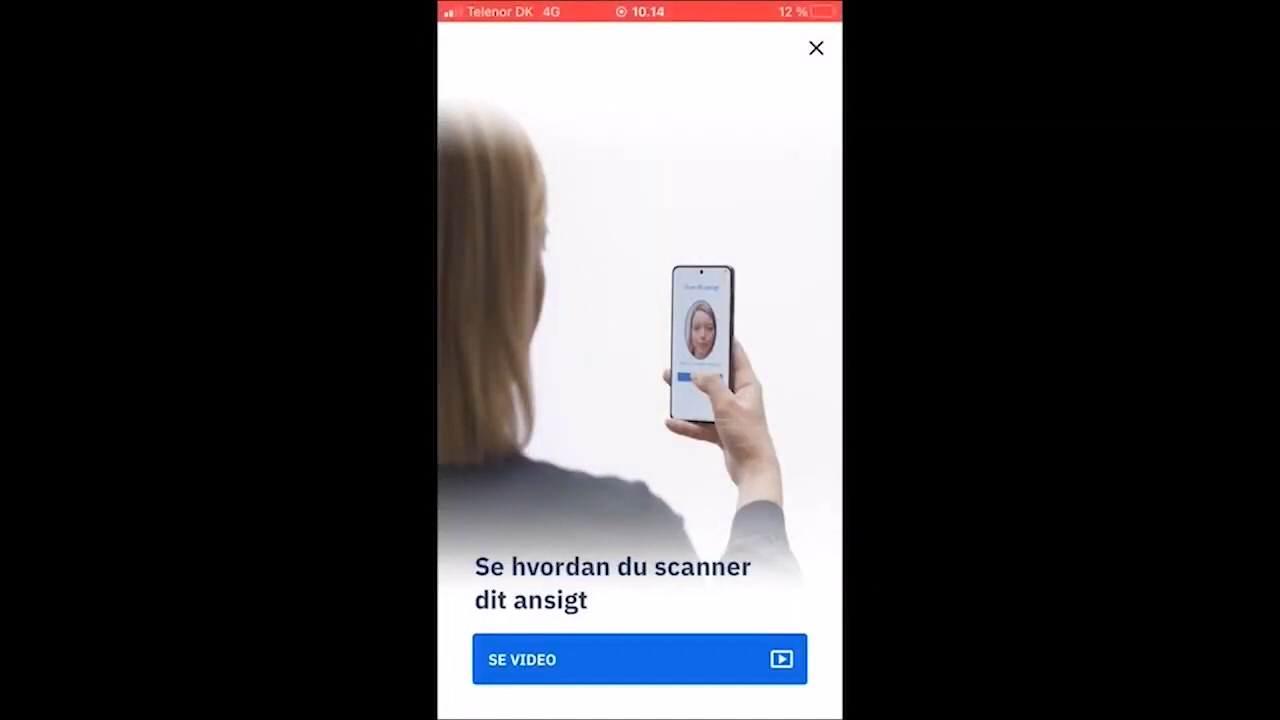 Telenor DK 4G 10.14 12 %
Se hvordan du scanner
dit ansigt
SE VIDEO